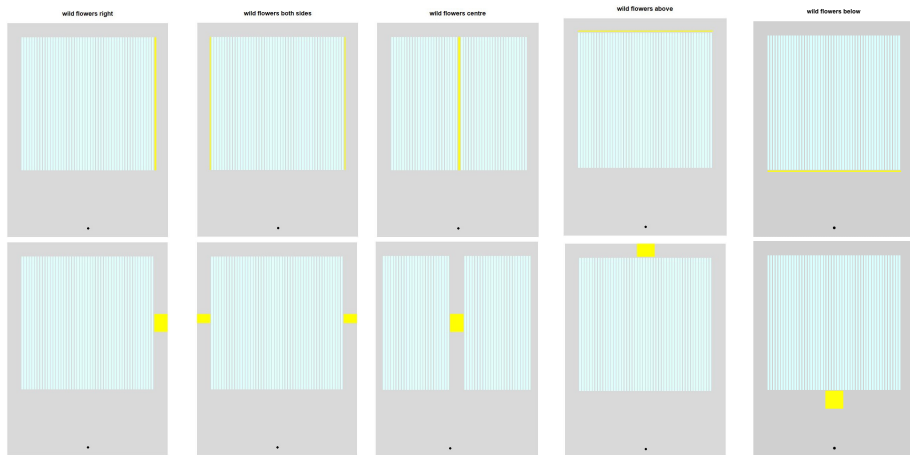 wild flowers right
wild flowers both sides
wild flowers centre
wild flowers above
wild flowers below